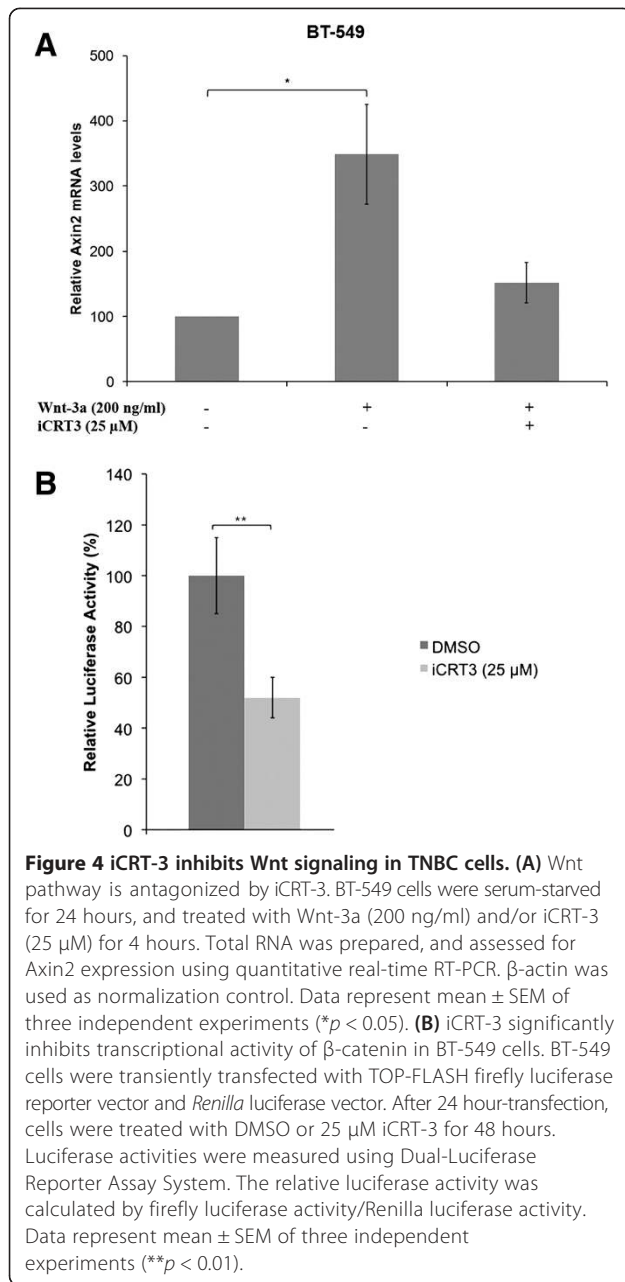 A
BT-549
500
*
400
300
200
100
0
Relative Axin2 mRNA levels
Wnt-3a (200 ng/ml) - + +
iCRT3 (25 µM) - - +
B
140
120
100
80
60
40
20
0
Relative Luciferase Activity (%)
**
DMSO
iCRT3 (25 µM)
Figure 4 iCRT-3 inhibits Wnt signaling in TNBC cells. (A) Wnt
pathway is antagonized by iCRT-3. BT-549 cells were serum-starved
for 24 hours, and treated with Wnt-3a (200 ng/ml) and/or iCRT-3
(25 µM) for 4 hours. Total RNA was prepared, and assessed for
Axin2 expression using quantitative real-time RT-PCR. β-actin was
used as normalization control. Data represent mean ± SEM of
three independent experiments (*p < 0.05). (B) iCRT-3 significantly
inhibits transcriptional activity of β-catenin in BT-549 cells. BT-549
cells were transiently transfected with TOP-FLASH firefly luciferase
reporter vector and Renilla luciferase vector. After 24 hour-transfection,
cells were treated with DMSO or 25 µM iCRT-3 for 48 hours.
Luciferase activities were measured using Dual-Luciferase
Reporter Assay System. The relative luciferase activity was
calculated by firefly luciferase activity/Renilla luciferase activity.
Data represent mean ± SEM of three independent
experiments (**p < 0.01).